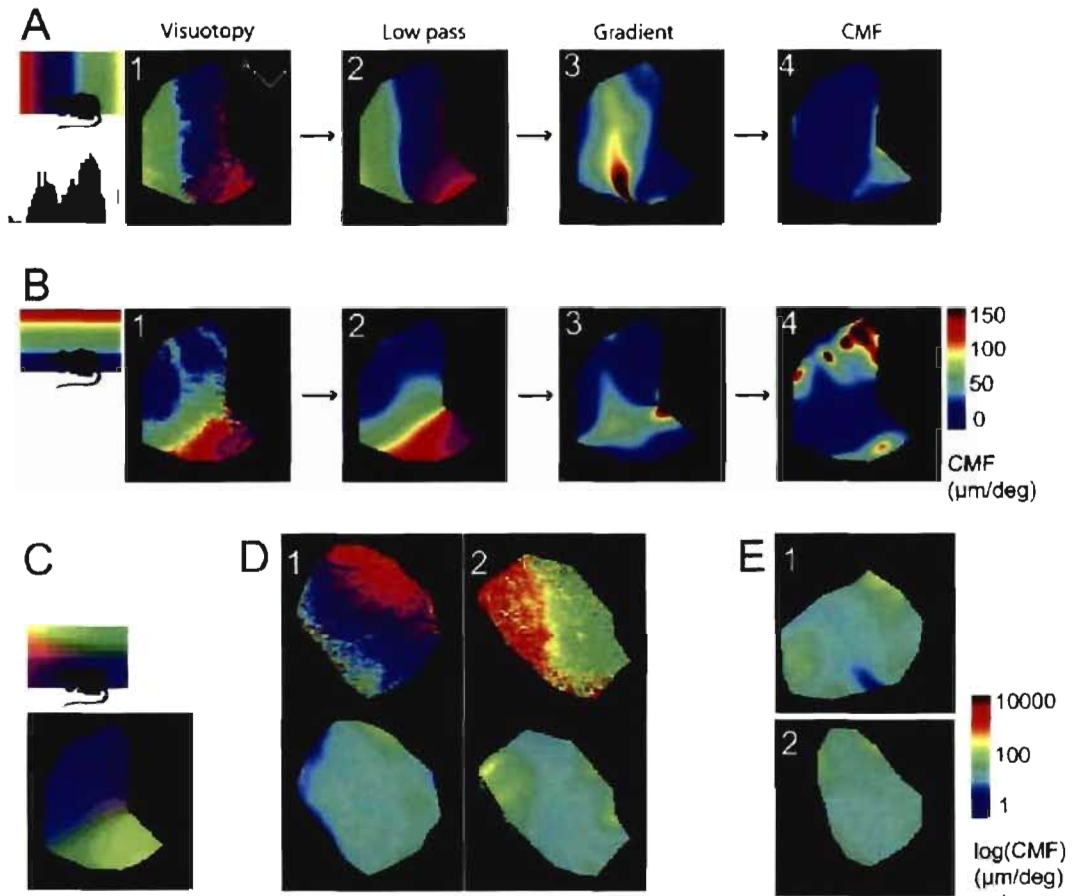 A
Visuotopy Low pass Gradient CMF
1 2 3 4
B
1 2 3 4
150
100
50
0
CMF
(µm/deg)
C D E
1 2 1
2
10000
100
1
log(CMF)
(µm/deg)